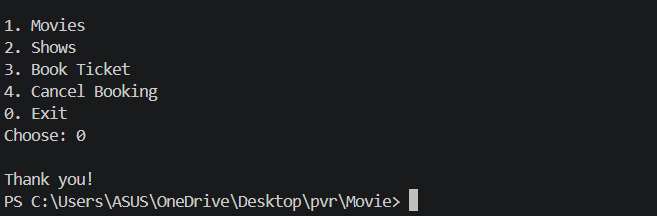 1. Movies
2. Shows
3. Book Ticket
4. Cancel Booking
0. Exit
Choose: 0
Thank you!
PS C:\Users\ASUS\OneDrive\Desktop\pvr\Movie>